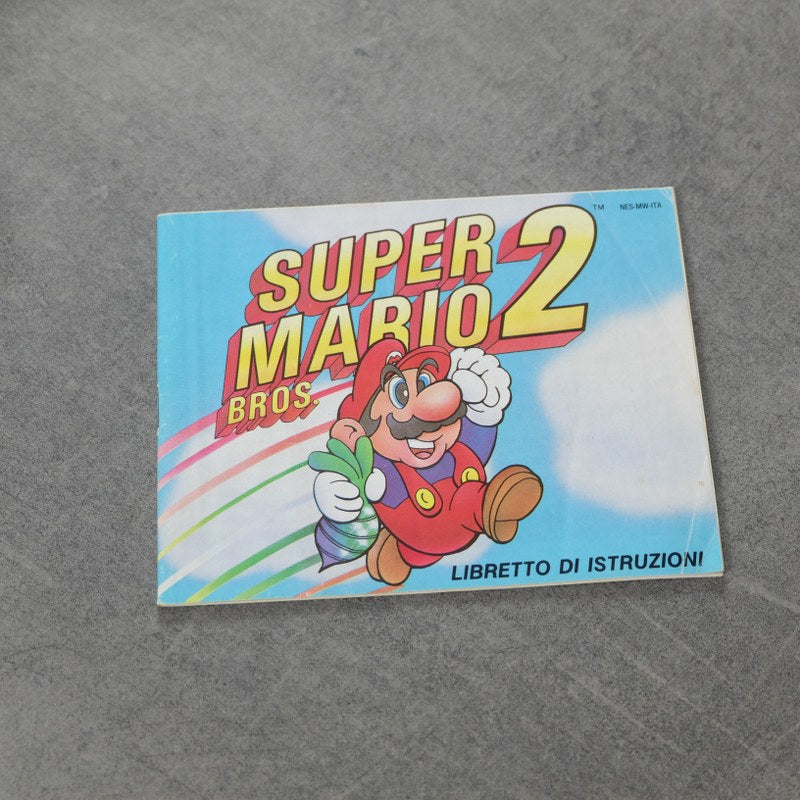 SUPER
MARIO 2
BROS.
TM NES-MW-ITA
LIBRETTO DI ISTRUZIONI